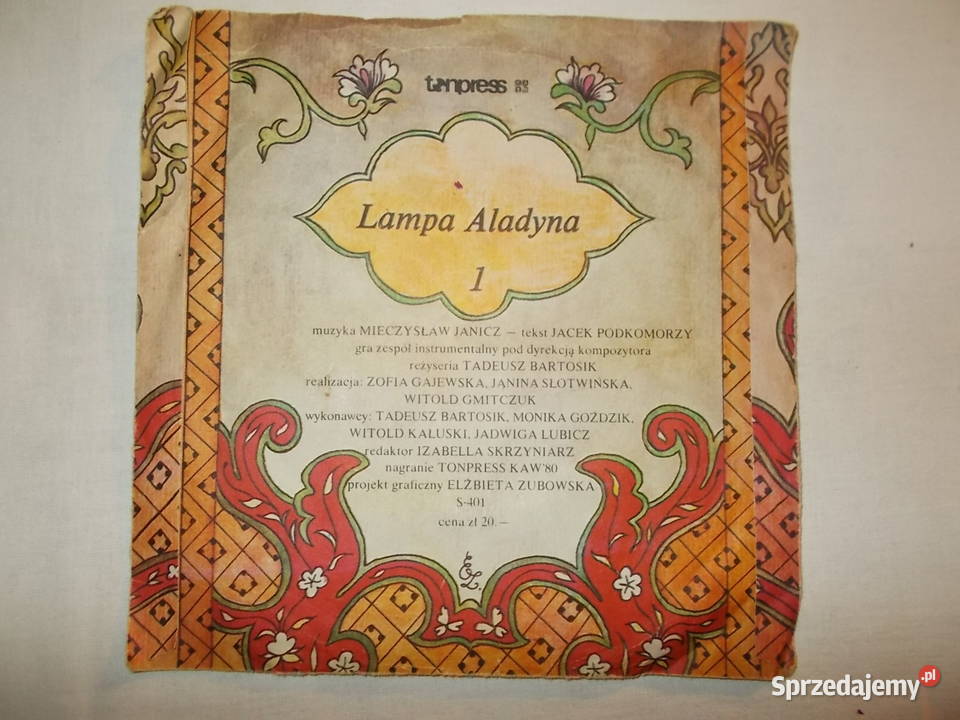 tonpress
Lampa Aladyna
1
muzyka MIECZYSŁAW JANICZ — tekst JACEK PODKOMORZY
gra zespół instrumentalny pod dyrekcją kompozytora
reżyseria TADEUSZ BARTOSIK
realizacja: ZOFIA GAJEWSKA, JANINA SŁOTWIŃSKA,
WITOLD GMITCZUK
wykonawcy: TADEUSZ BARTOSIK, MONIKA GOŹDZIK,
WITOLD KAŁUSKI, JADWIGA LUBICZ
redaktor IZABELLA SKRZYNIARZ
nagranie TONPRESS KAW'80
projekt graficzny ELŻBIETA ZUBOWSKA
S-401
cena zł 20.—
EZ.
Sprzedajemy.pl